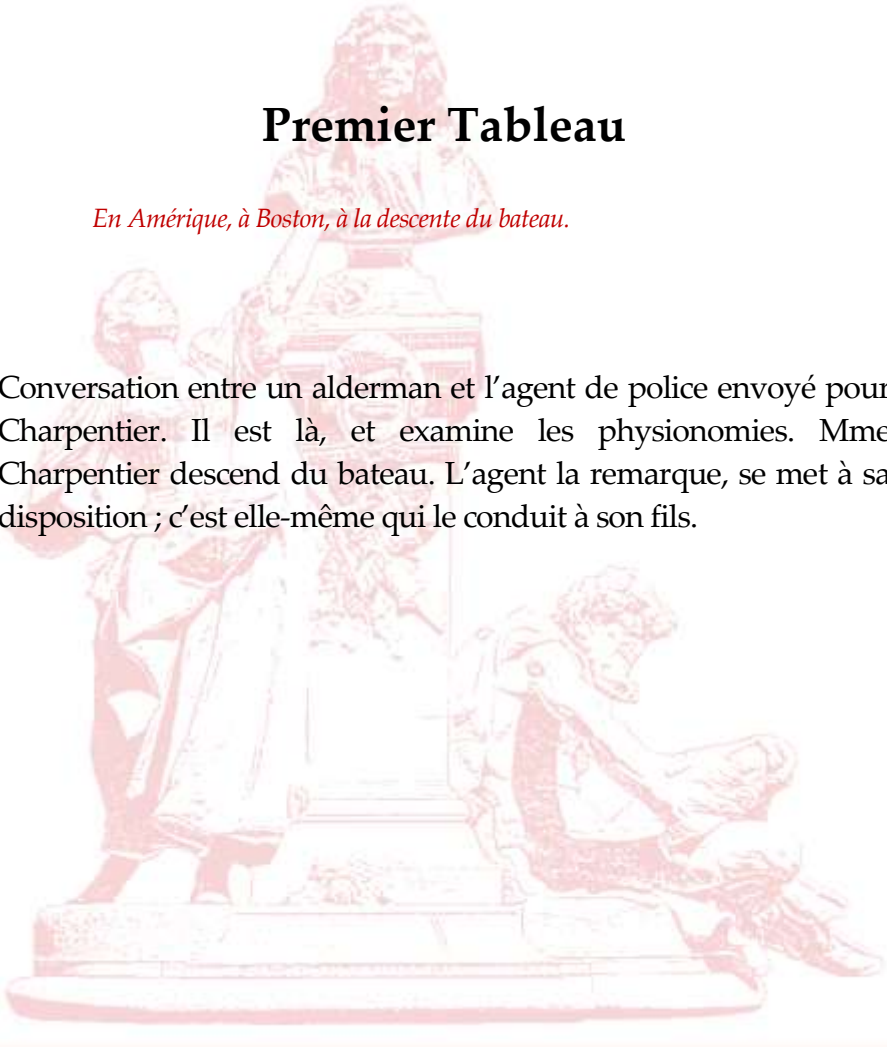 Premier Tableau
En Amérique, à Boston, à la descente du bateau.
Conversation entre un alderman et l’agent de police envoyé pour
Charpentier. Il est là, et examine les physionomies. Mme
Charpentier descend du bateau. L’agent la remarque, se met à sa
disposition ; c’est elle-même qui le conduit à son fils.